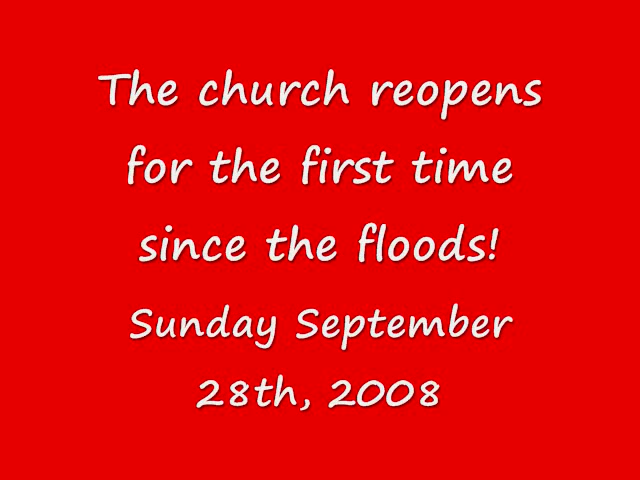 The church reopens
for the first time
since the floods!
Sunday September
28th, 2008